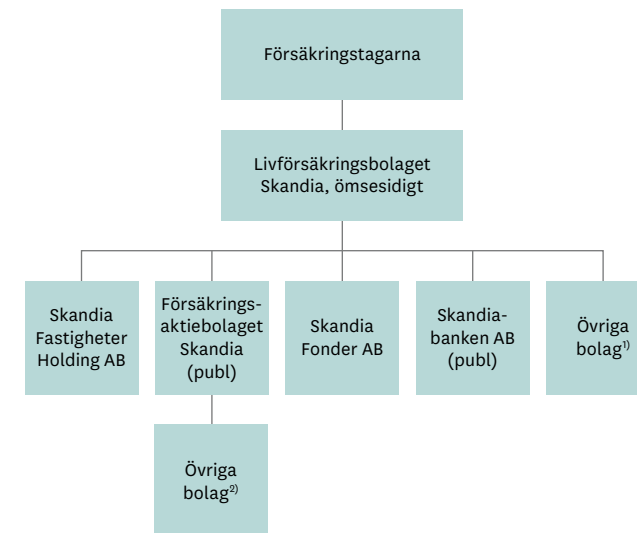 Försäkringstagarna
Livförsäkringsbolaget
Skandia, ömsesidigt
Skandia
Fastigheter
Holding AB
Försäkrings-
aktiebolaget
Skandia
(publ)
Skandia
Fonder AB
Skandia-
banken AB
(publ)
Övriga
bolag¹⁾
Övriga
bolag²⁾